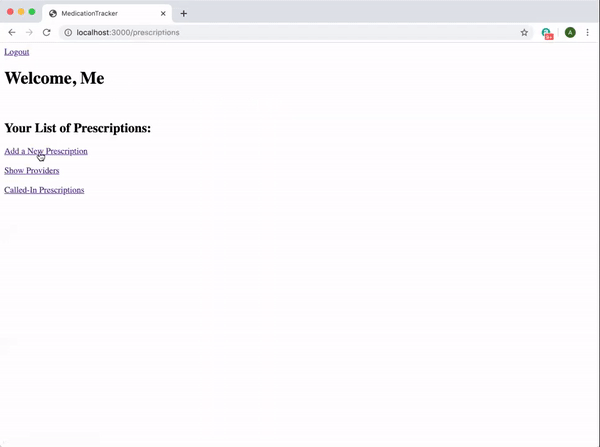 MedicationTracker
localhost:3000/prescriptions
A
Logout
Welcome, Me
Your List of Prescriptions:
Add a New Prescription
Show Providers
Called-In Prescriptions